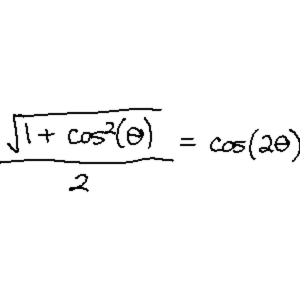 √(1 + cos²(θ)) / 2 = cos(2θ)